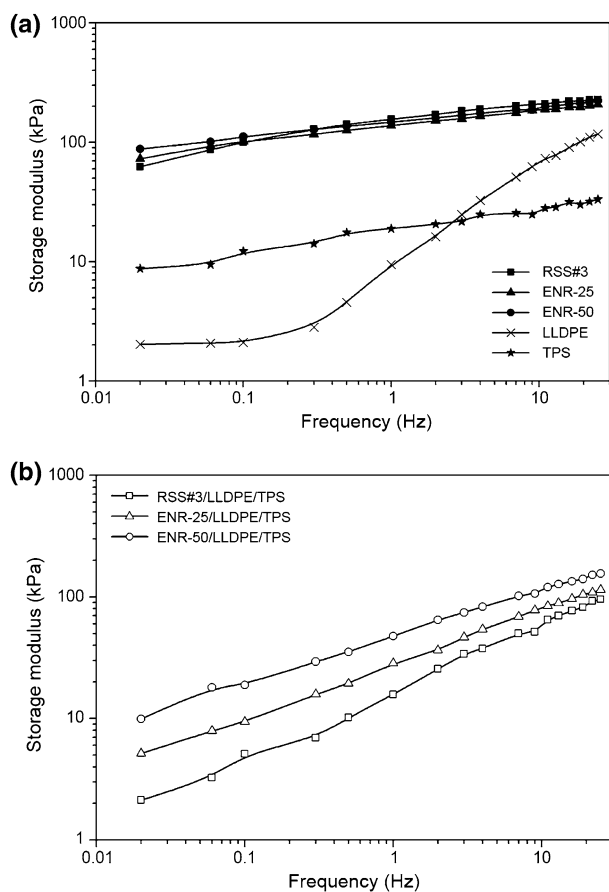 (a)
1000
100
10
1
Storage modulus (kPa)
RSS#3
ENR-25
ENR-50
LLDPE
TPS
0.01
0.1
1
10
Frequency (Hz)
(b)
1000
100
10
1
Storage modulus (kPa)
RSS#3/LLDPE/TPS
ENR-25/LLDPE/TPS
ENR-50/LLDPE/TPS
0.01
0.1
1
10
Frequency (Hz)